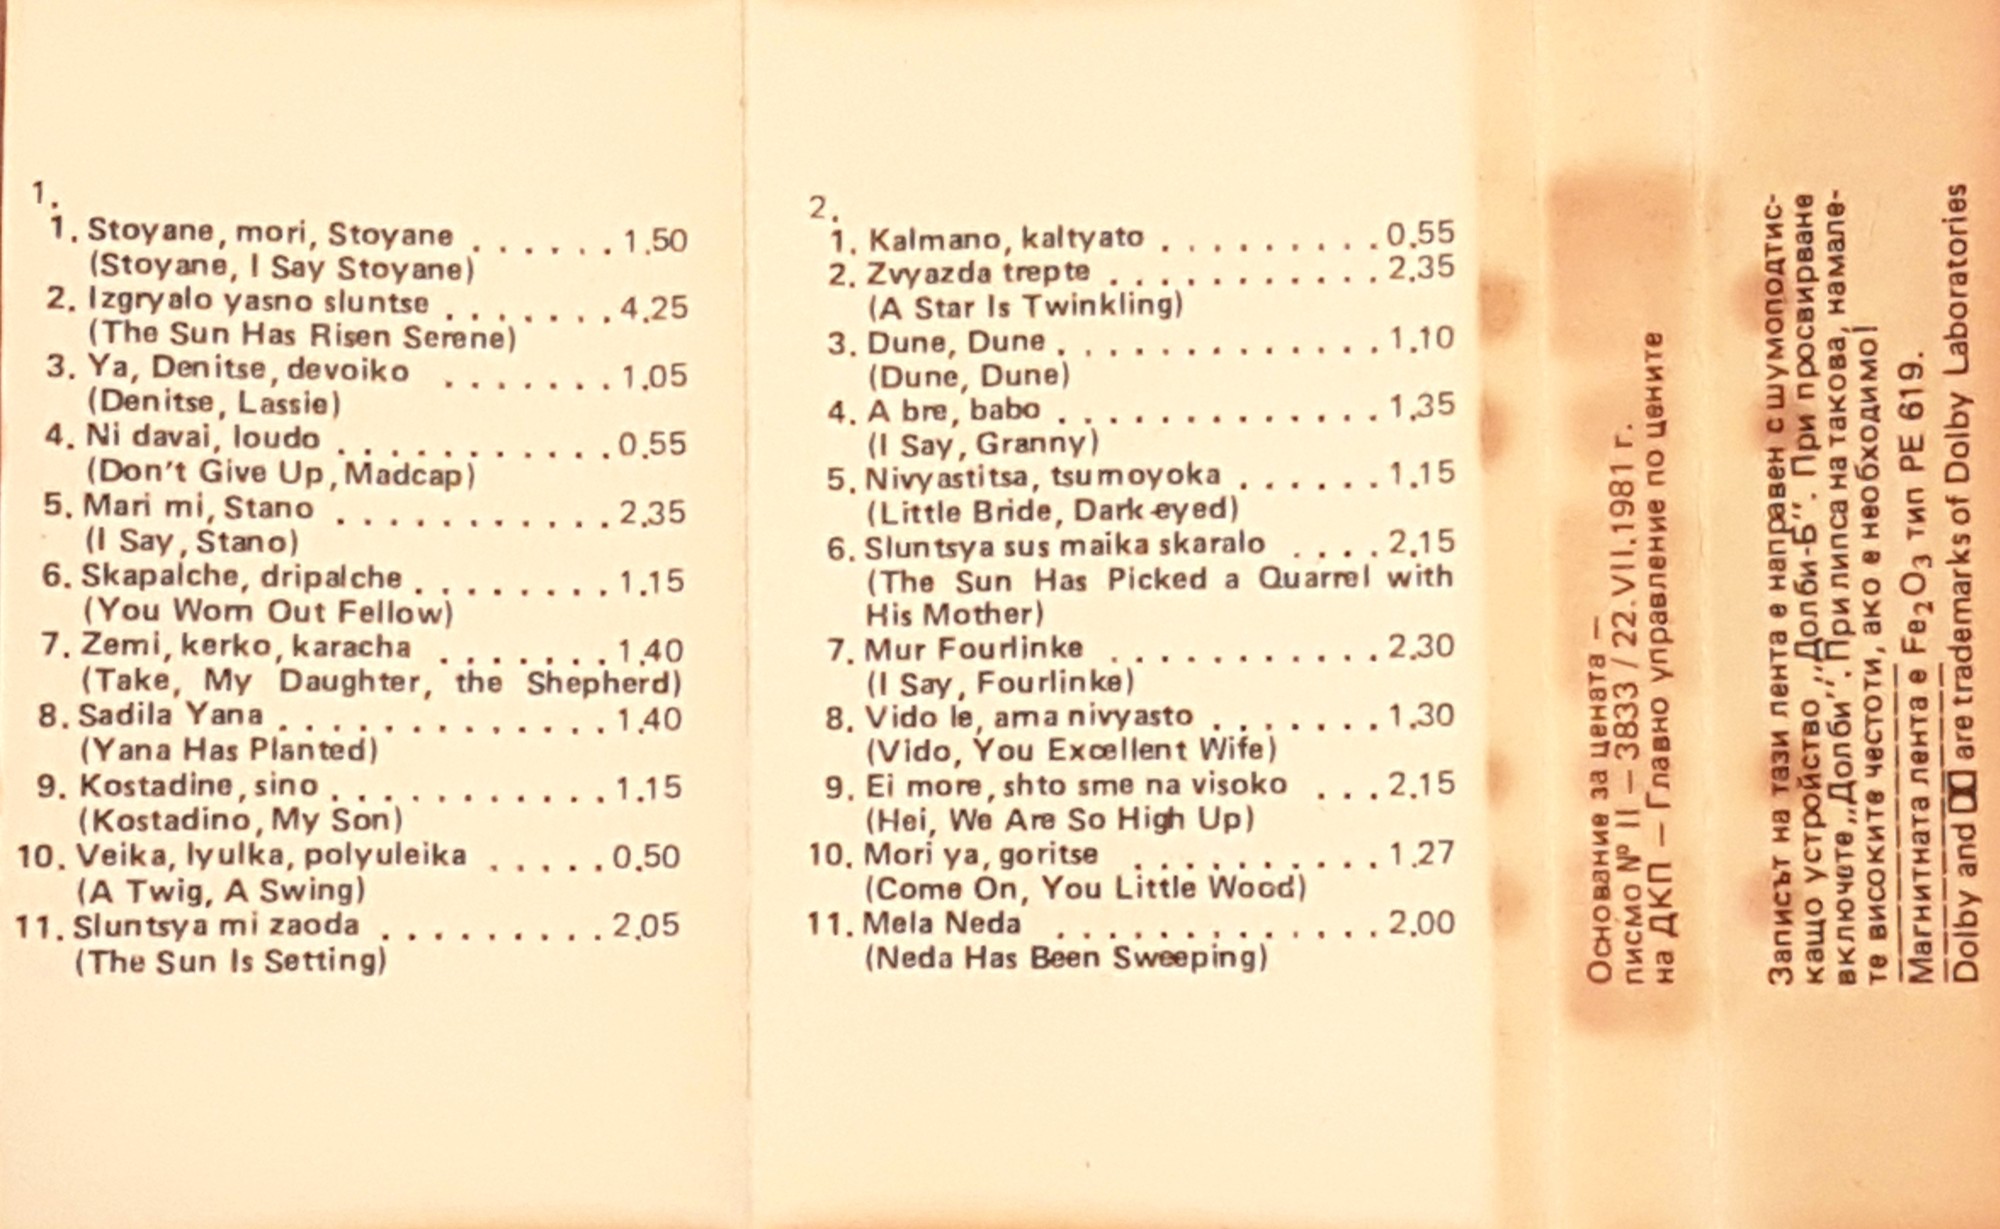 1.
1. Stoyane, mori, Stoyane . . . . . . 1.50
(Stoyane, I Say Stoyane)
2. Izgryalo yasno sluntse . . . . . . . 4.25
(The Sun Has Risen Serene)
3. Ya, Denitse, devoiko . . . . . . . 1.05
(Denitse, Lassie)
4. Ni davai, loudo . . . . . . . . . . . . 0.55
(Don't Give Up, Madcap)
5. Mari mi, Stano . . . . . . . . . . . . 2.35
(I Say, Stano)
6. Skapalche, dripalche . . . . . . . . 1.15
(You Worn Out Fellow)
7. Zemi, kerko, karacha . . . . . . . 1.40
(Take, My Daughter, the Shepherd)
8. Sadila Yana . . . . . . . . . . . . . . 1.40
(Yana Has Planted)
9. Kostadine, sino . . . . . . . . . . . . 1.15
(Kostadino, My Son)
10. Veika, lyulka, polyuleika . . . . . 0.50
(A Twig, A Swing)
11. Sluntsya mi zaoda . . . . . . . . . . 2.05
(The Sun Is Setting)
2.
1. Kalmano, kaltyato . . . . . . . . . . 0.55
2. Zvyazda trepte . . . . . . . . . . . . 2.35
(A Star Is Twinkling)
3. Dune, Dune . . . . . . . . . . . . . . 1.10
(Dune, Dune)
4. A bre, babo . . . . . . . . . . . . . . 1.35
(I Say, Granny)
5. Nivyastitsa, tsumoyoka . . . . . . 1.15
(Little Bride, Dark-eyed)
6. Sluntsya sus maika skaralo . . . . 2.15
(The Sun Has Picked a Quarrel with
His Mother)
7. Mur Fourlinke . . . . . . . . . . . . 2.30
(I Say, Fourlinke)
8. Vido le, ama nivyasto . . . . . . . 1.30
(Vido, You Excellent Wife)
9. Ei more, shto sme na visoko . . . 2.15
(Hei, We Are So High Up)
10. Mori ya, goritse . . . . . . . . . . 1.27
(Come On, You Little Wood)
11. Mela Neda . . . . . . . . . . . . . . 2.00
(Neda Has Been Sweeping)
Основание за цената —
писмо № II — 3833 / 22.VII.1981 г.
на ДКП — Главно управление по цените
Записът на тази лента е направен с шумоподтис-
кащо устройство „Долби-Б". При просвирване
включете „Долби". При липса на такова, намале-
те високите честоти, ако е необходимо!
Магнитната лента е Fe2O3 тип PE 619.
Dolby and are trademarks of Dolby Laboratories